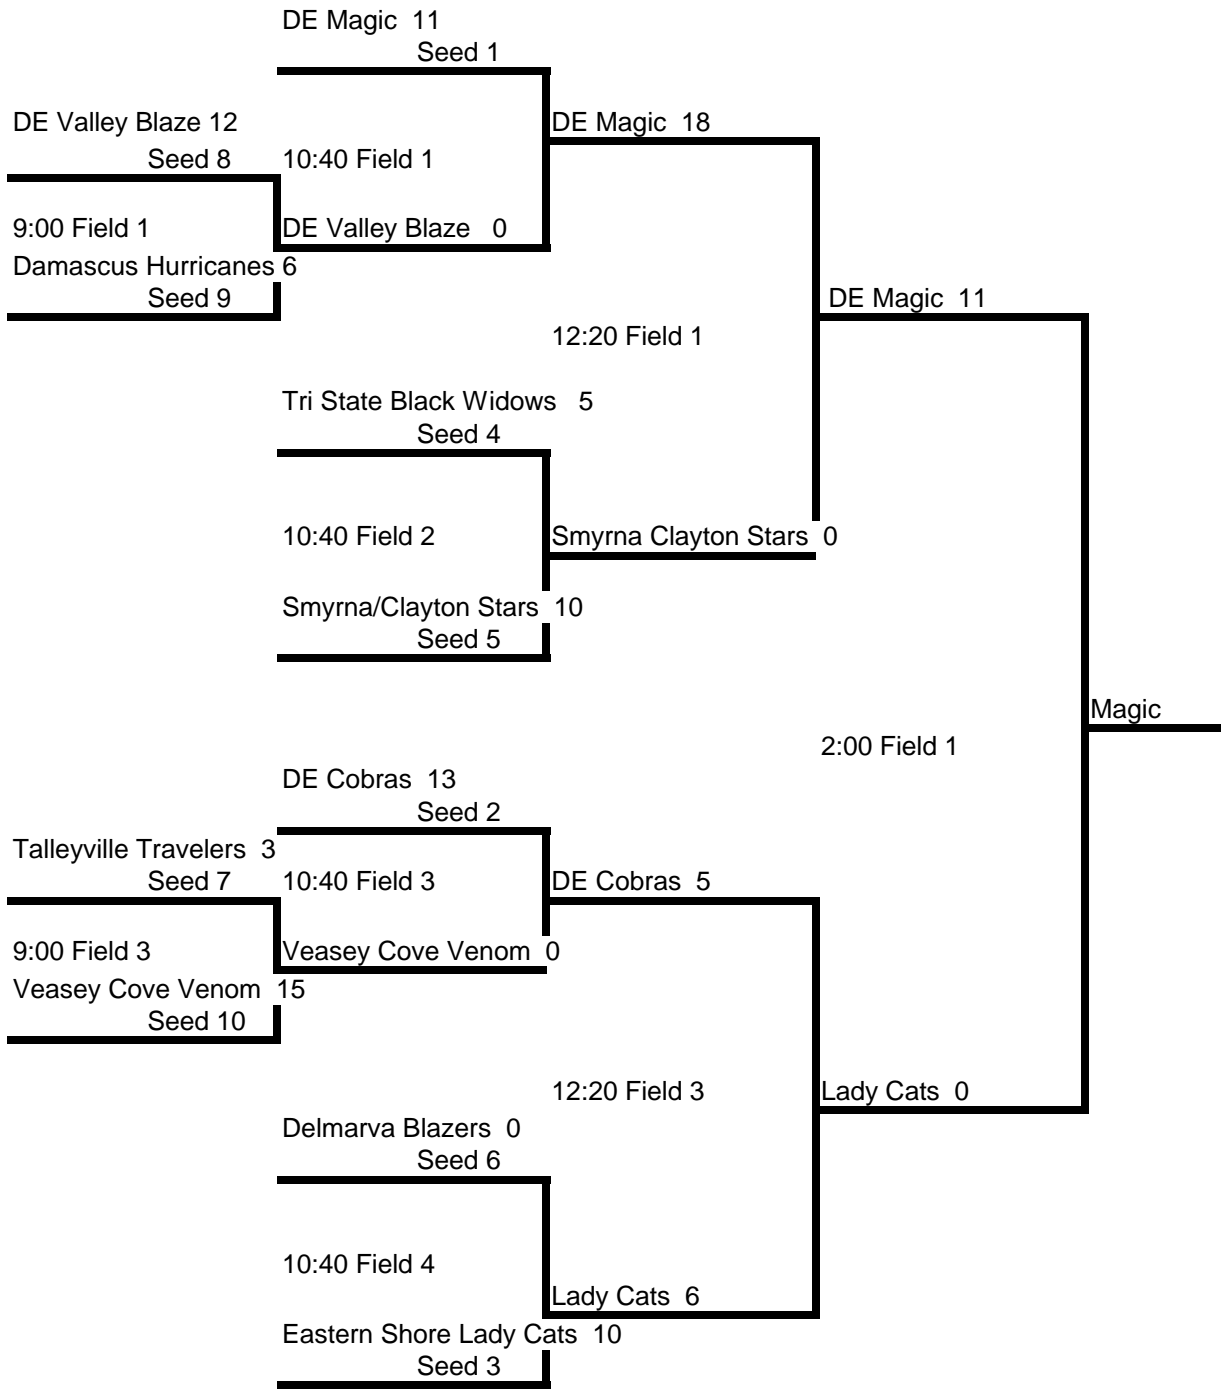 DE Magic 11
Seed 1
DE Valley Blaze 12
DE Magic 18
Seed 8
10:40 Field 1
9:00 Field 1
DE Valley Blaze 0
Damascus Hurricanes 6
Seed 9
DE Magic 11
12:20 Field 1
Tri State Black Widows 5
Seed 4
10:40 Field 2
Smyrna Clayton Stars 0
Smyrna/Clayton Stars 10
Seed 5
Magic
2:00 Field 1
DE Cobras 13
Seed 2
Talleyville Travelers 3
Seed 7
10:40 Field 3
DE Cobras 5
9:00 Field 3
Veasey Cove Venom 0
Veasey Cove Venom 15
Seed 10
12:20 Field 3
Lady Cats 0
Delmarva Blazers 0
Seed 6
10:40 Field 4
Lady Cats 6
Eastern Shore Lady Cats 10
Seed 3